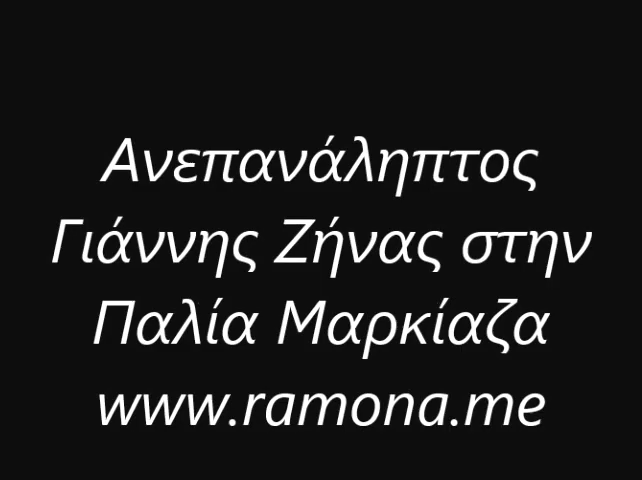 Ανεπανάληπτος
Γιάννης Ζήνας στην
Παλία Μαρκίαζα
www.ramona.me